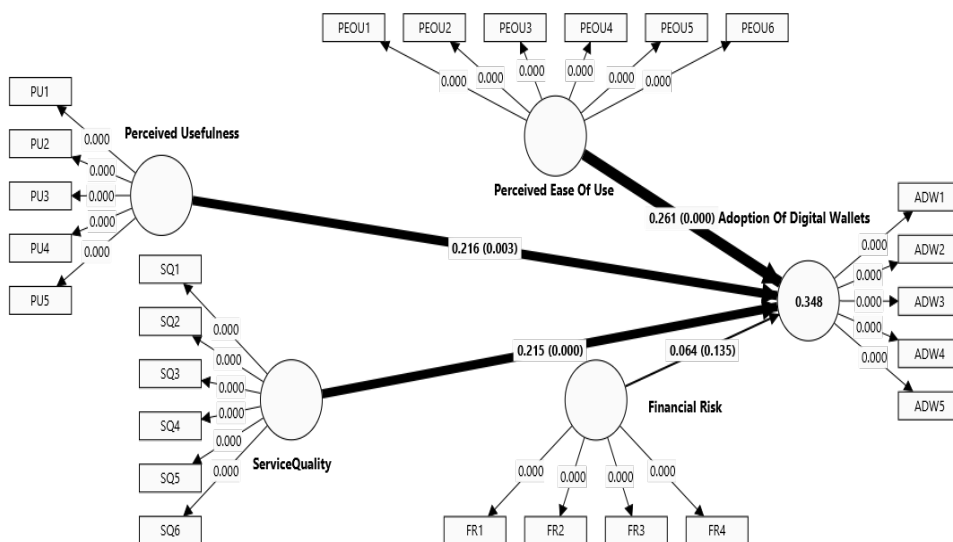 PEOU1 PEOU2 PEOU3 PEOU4 PEOU5 PEOU6
0.000 0.000 0.000 0.000 0.000 0.000
Perceived Ease Of Use
PU1
PU2
PU3
PU4
PU5
0.000
0.000
0.000
0.000
0.000
Perceived Usefulness
0.261 (0.000)
0.216 (0.003)
Adoption Of Digital Wallets
0.348
ADW1
ADW2
ADW3
ADW4
ADW5
0.000
0.000
0.000
0.000
0.000
SQ1
SQ2
SQ3
SQ4
SQ5
SQ6
0.000
0.000
0.000
0.000
0.000
0.000
ServiceQuality
0.215 (0.000)
0.064 (0.135)
Financial Risk
0.000 0.000 0.000 0.000
FR1 FR2 FR3 FR4